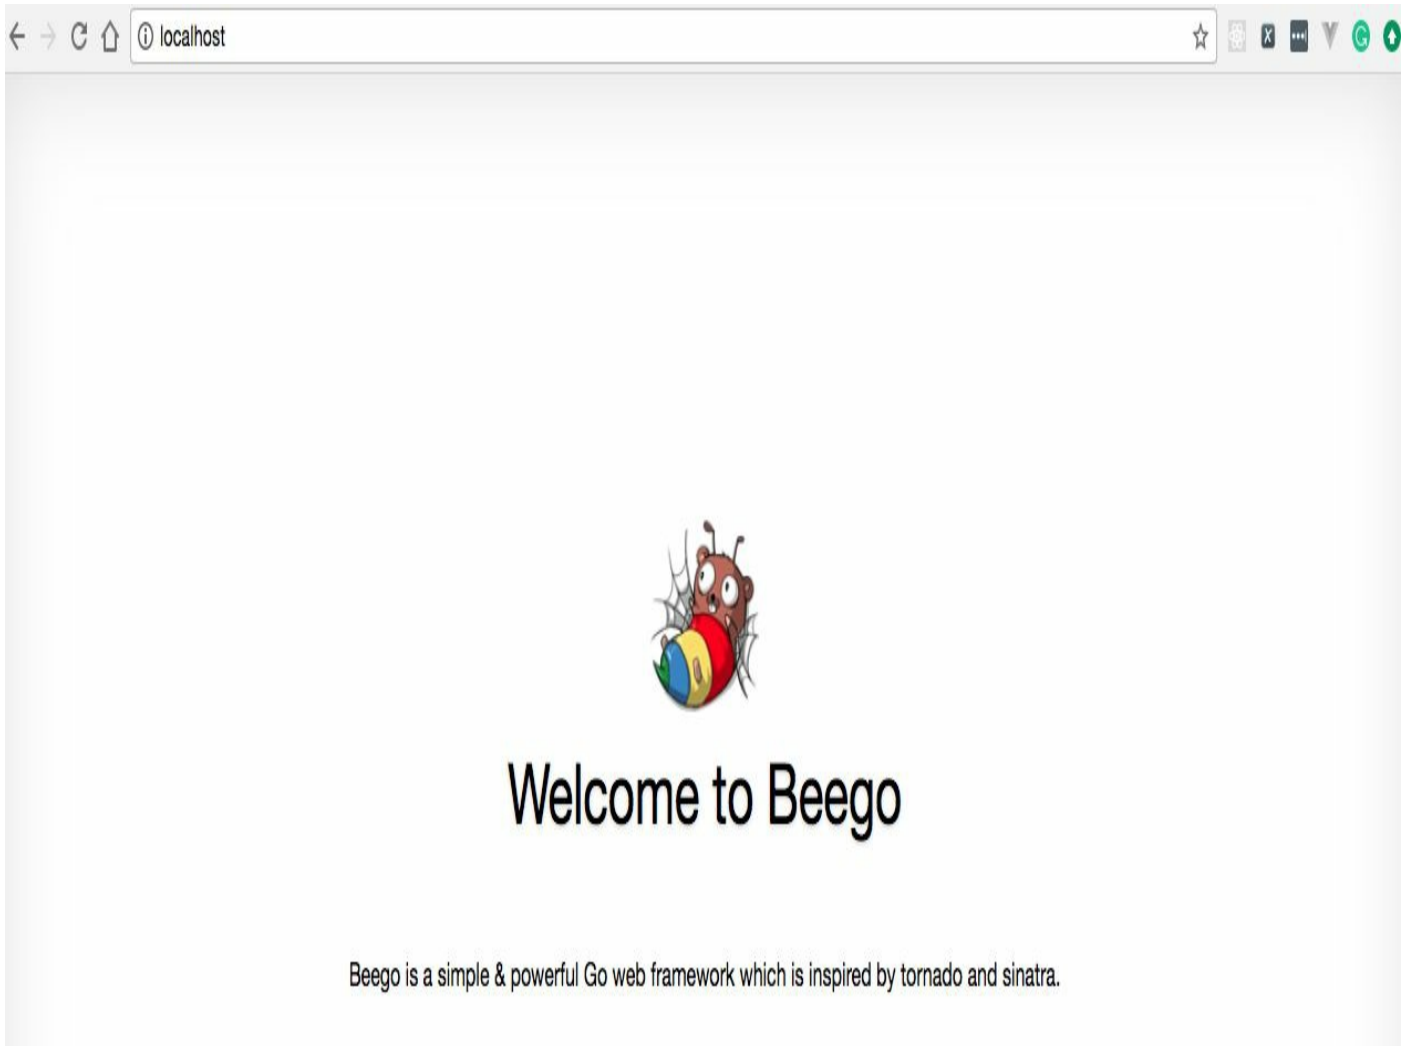 localhost
Welcome to Beego
Beego is a simple & powerful Go web framework which is inspired by tornado and sinatra.